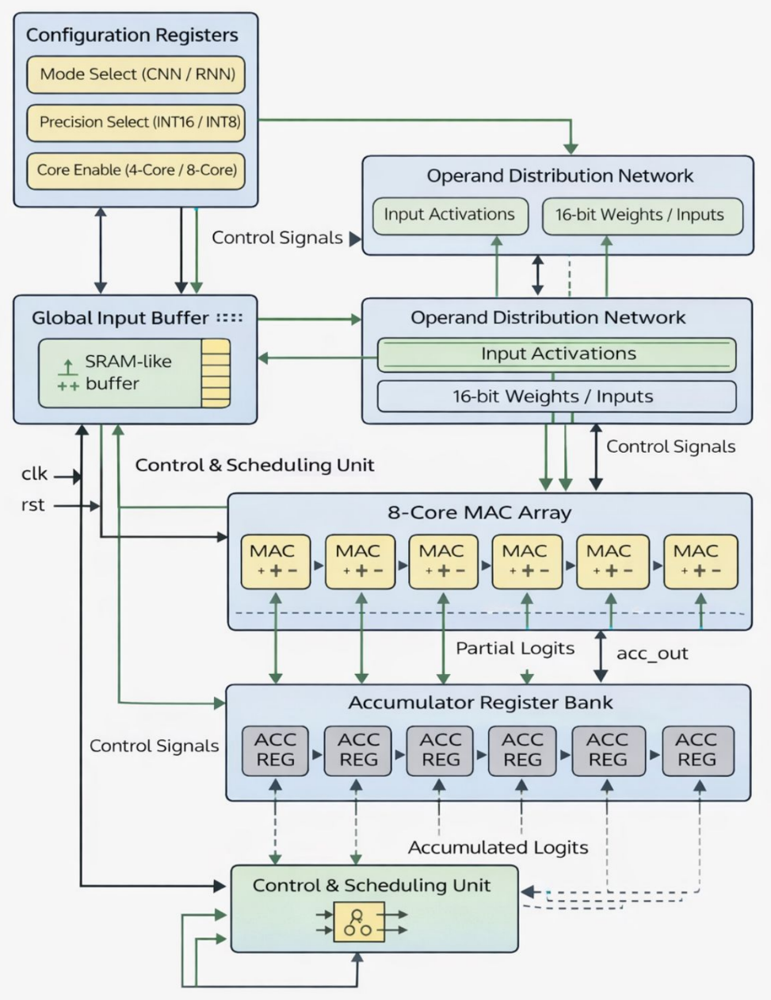 Configuration Registers
Mode Select (CNN / RNN)
Precision Select (INT16 / INT8)
Core Enable (4-Core / 8-Core)
Operand Distribution Network
Input Activations
16-bit Weights / Inputs
Control Signals
Global Input Buffer
SRAM-like
buffer
Operand Distribution Network
Input Activations
16-bit Weights / Inputs
Control Signals
clk
rst
Control & Scheduling Unit
8-Core MAC Array
MAC
MAC
MAC
MAC
MAC
MAC
Partial Logits
acc_out
Accumulator Register Bank
Control Signals
ACC
REG
ACC
REG
ACC
REG
ACC
REG
ACC
REG
ACC
REG
Accumulated Logits
Control & Scheduling Unit